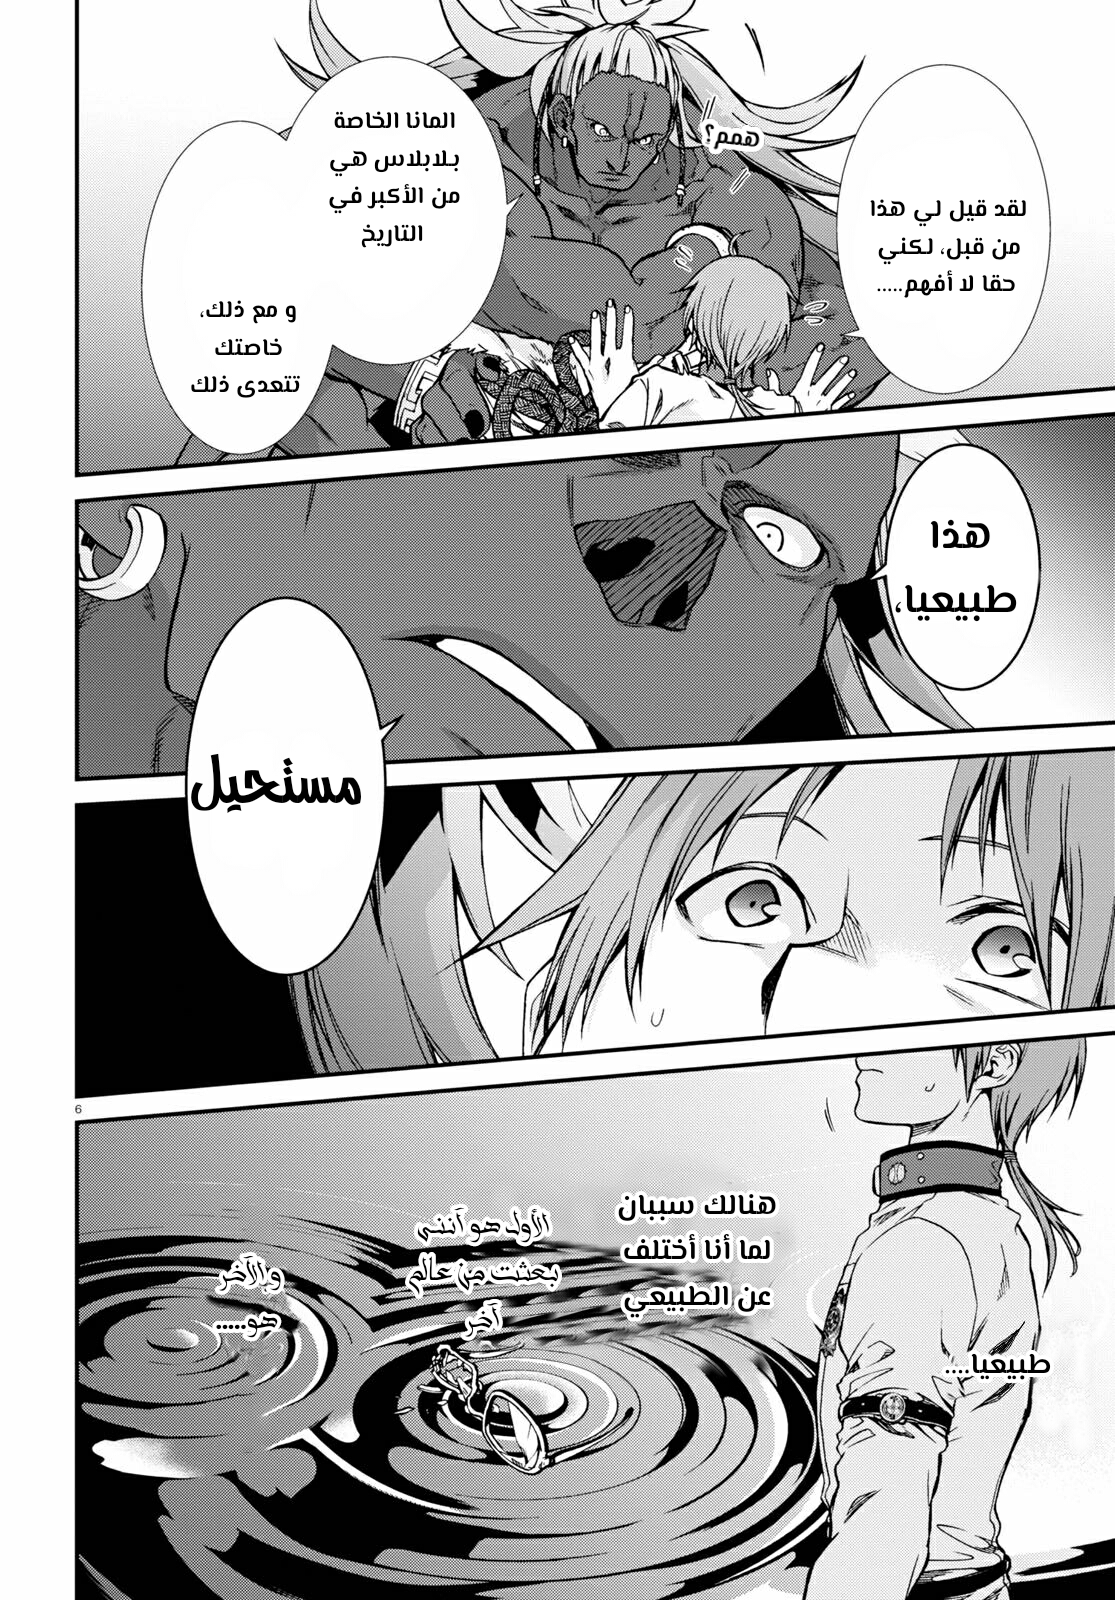 لقد قيل لي هذا
من قبل، لكني
حقا لا أفهم.....
همم؟
المانا الخاصة
بلابلاس هي
من الأكبر في
التاريخ
و مع ذلك،
خاصتك
تتعدى ذلك
هذا
طبيعيا،
مستحيل
6
طبيعيا....
هنالك سببان
لما أنا أختلف
عن الطبيعي
الأول هو أنني
بعثت من عالم
آخر
والآخر
هو.....